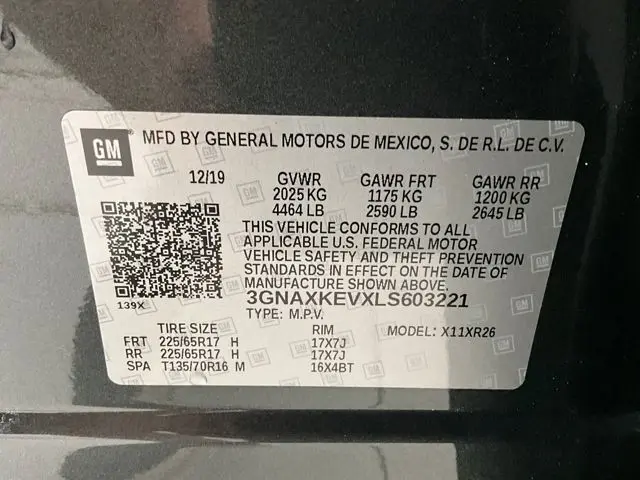 GM MFD BY GENERAL MOTORS DE MEXICO, S. DE R.L. DE C.V.
12/19 GVWR GAWR FRT GAWR RR
2025 KG 1175 KG 1200 KG
4464 LB 2590 LB 2645 LB
THIS VEHICLE CONFORMS TO ALL
APPLICABLE U.S. FEDERAL MOTOR
VEHICLE SAFETY AND THEFT PREVENTION
STANDARDS IN EFFECT ON THE DATE OF
MANUFACTURE SHOWN ABOVE.
139X 3GNAXKEVXLS603221
TYPE: M.P.V.
TIRE SIZE RIM MODEL: X11XR26
FRT 225/65R17 H 17X7J
RR 225/65R17 H 17X7J
SPA T135/70R16 M 16X4BT